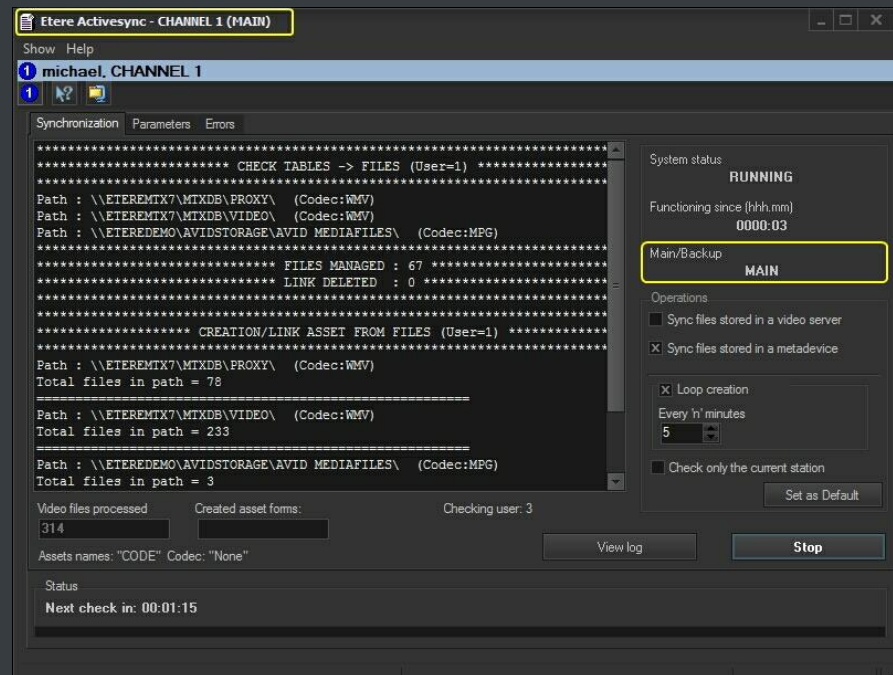 Etere Activesync - CHANNEL 1 (MAIN)
Show Help
1 michael, CHANNEL 1
1
Synchronization Parameters Errors
**************************************************************************
************************* CHECK TABLES -> FILES (User=1) *****************
**************************************************************************
Path : \\ETEREMTX7\MTXDB\PROXY\ (Codec:WMV)
Path : \\ETEREMTX7\MTXDB\VIDEO\ (Codec:WMV)
Path : \\ETEREDEMO\AVIDSTORAGE\AVID MEDIAFILES\ (Codec:MPG)
**************************************************************************
******************************* FILES MANAGED : 67 ***********************
******************************* LINK DELETED : 0 ************************
**************************************************************************
**************************************************************************
******************** CREATION/LINK ASSET FROM FILES (User=1) *************
**************************************************************************
Path : \\ETEREMTX7\MTXDB\PROXY\ (Codec:WMV)
Total files in path = 78
========================================================
Path : \\ETEREMTX7\MTXDB\VIDEO\ (Codec:WMV)
Total files in path = 233
========================================================
Path : \\ETEREDEMO\AVIDSTORAGE\AVID MEDIAFILES\ (Codec:MPG)
Total files in path = 3
System status
RUNNING
Functioning since (hhh.mm)
0000:03
Main/Backup
MAIN
Operations
Sync files stored in a video server
Sync files stored in a metadevice
Loop creation
Every 'n' minutes
5
Check only the current station
Set as Default
Video files processed Created asset forms: Checking user: 3
314
Assets names: "CODE" Codec: "None"
View log Stop
Status
Next check in: 00:01:15